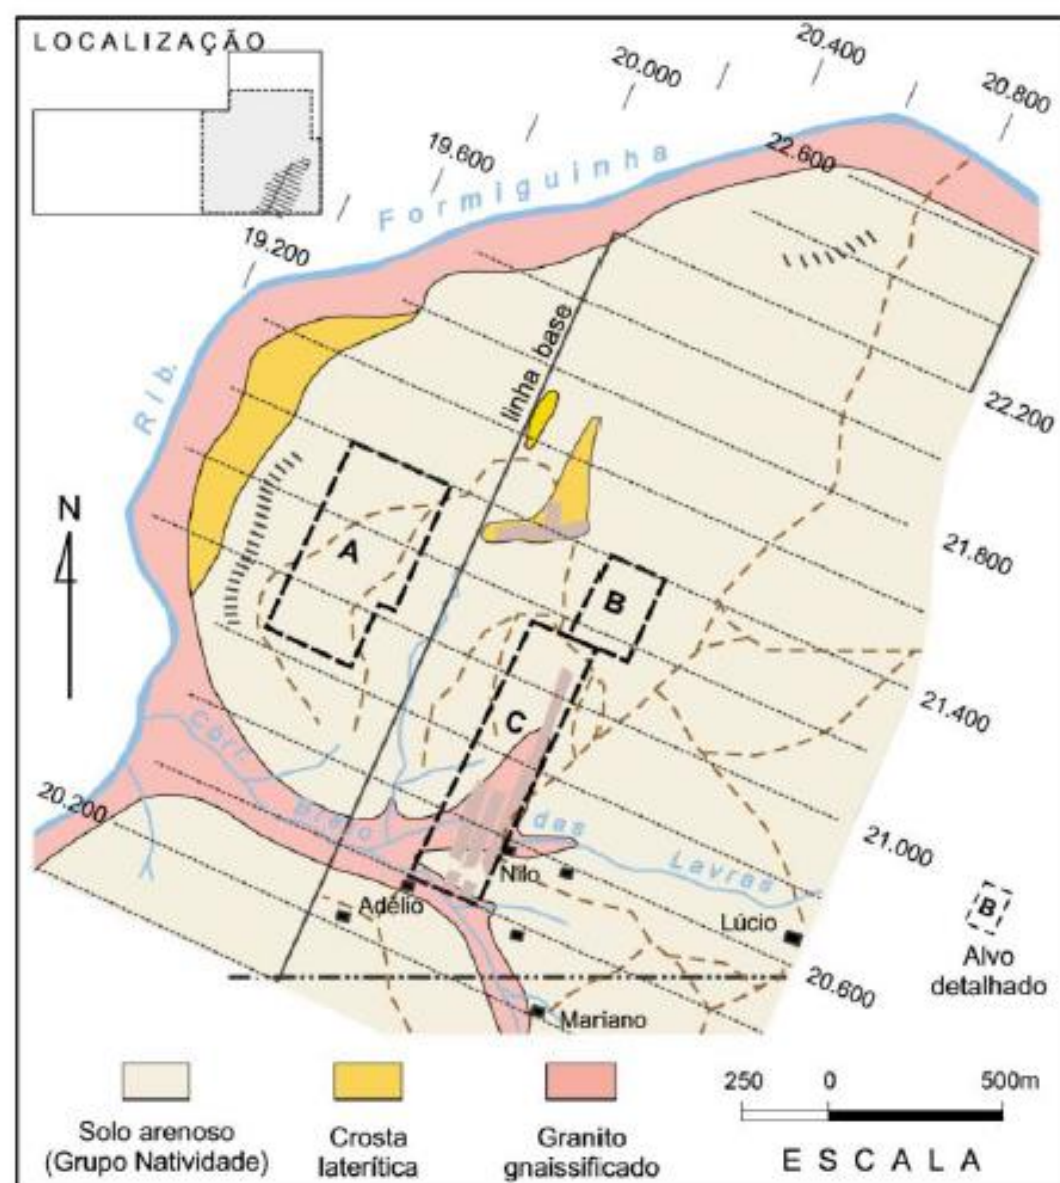 LOCALIZAÇÃO
19.200
19.600
20.000
20.400
20.800
22.600
22.200
21.800
21.400
21.000
20.600
20.200
Rib. Formiguinha
linha base
N
A
B
C
Córr. Brejo das Lavras
Nilo
Adélio
Lúcio
Mariano
B
Alvo
detalhado
Solo arenoso
(Grupo Natividade)
Crosta
laterítica
Granito
gnaissificado
250 0 500m
ESCALA